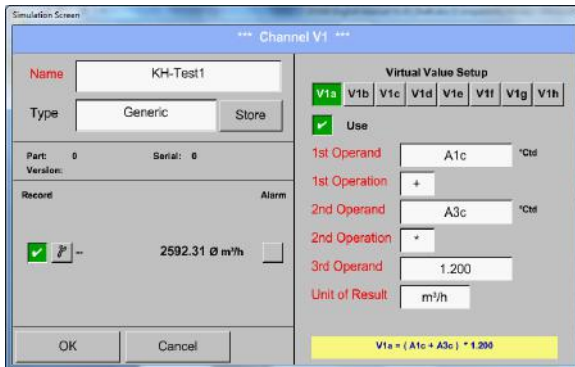 Simulation Screen
*** Channel V1 ***
Name KH-Test1
Type Generic Store
Part: 0 Serial: 0
Version:
Record Alarm
-- 2592.31 Ø m³/h
OK Cancel
Virtual Value Setup
V1a V1b V1c V1d V1e V1f V1g V1h
Use
1st Operand A1c °Ctd
1st Operation +
2nd Operand A3c °Ctd
2nd Operation *
3rd Operand 1.200
Unit of Result m³/h
V1a = ( A1c + A3c ) * 1.200